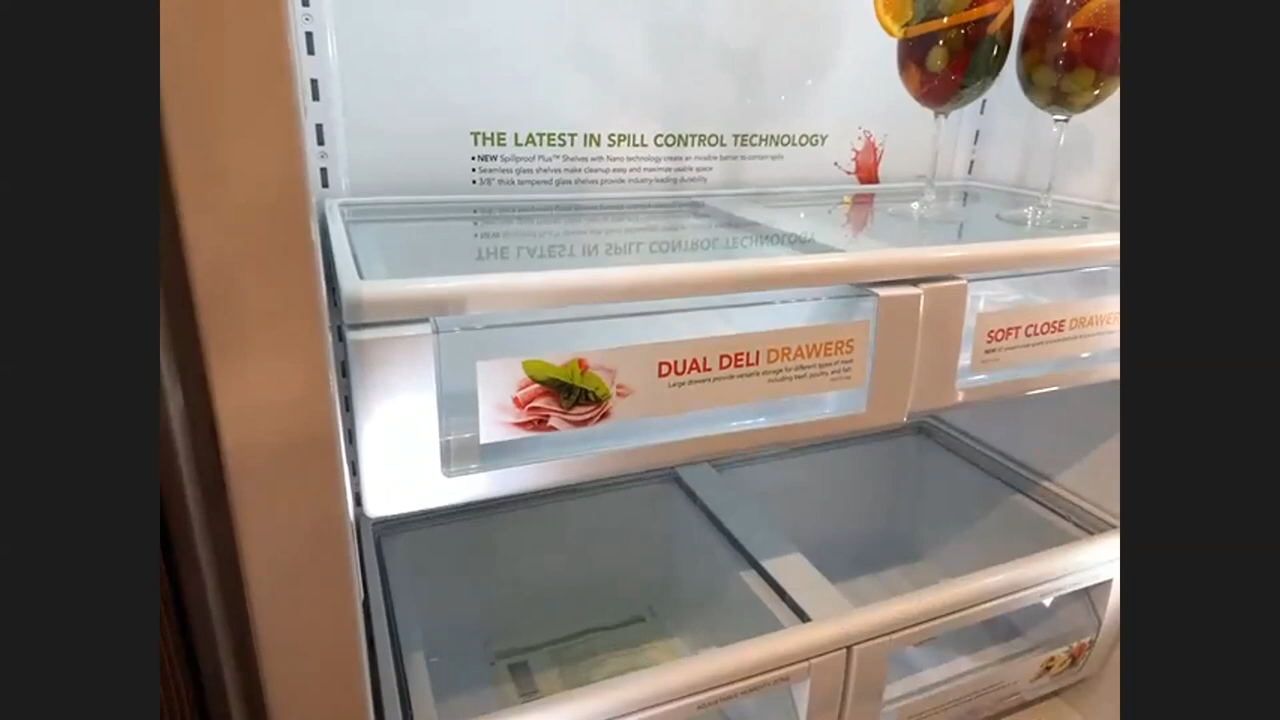 THE LATEST IN SPILL CONTROL TECHNOLOGY
• NEW Spillproof Plus™ Shelves with Nano technology create an invisible barrier to contain spills
• Seamless glass shelves make cleanup easy and maximize usable space
• 3/8" thick tempered glass shelves provide industry-leading durability
DUAL DELI DRAWERS
Large drawers provide versatile storage for different types of meat
including beef, poultry, and fish.
SOFT CLOSE DRAWER
NEW